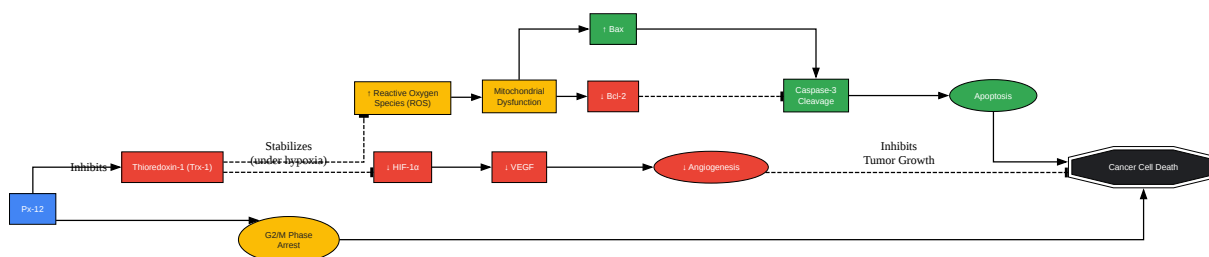 ↑ Bax
↑ Reactive Oxygen
Species (ROS)
Mitochondrial
Dysfunction
↓ Bcl-2
Caspase-3
Cleavage
Apoptosis
Inhibits
Thioredoxin-1 (Trx-1)
Stabilizes
(under hypoxia)
↓ HIF-1α
↓ VEGF
↓ Angiogenesis
Inhibits
Tumor Growth
Cancer Cell Death
Px-12
G2/M Phase
Arrest